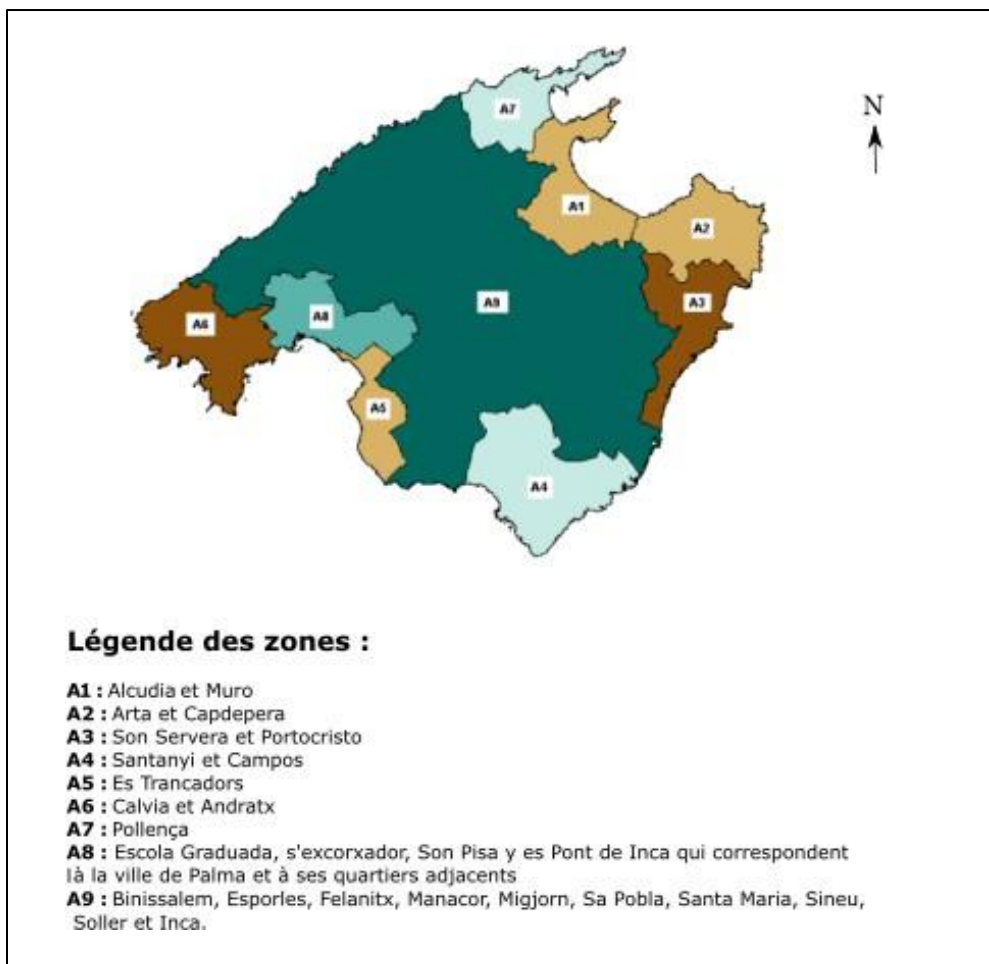 N
A7
A1
A2
A9
A3
A8
A6
A5
A4
Légende des zones :
A1 : Alcudia et Muro
A2 : Arta et Capdepera
A3 : Son Servera et Portocristo
A4 : Santanyi et Campos
A5 : Es Trancadors
A6 : Calvia et Andratx
A7 : Pollença
A8 : Escola Graduada, s'excorxador, Son Pisa y es Pont de Inca qui correspondent
là la ville de Palma et à ses quartiers adjacents
A9 : Binissalem, Esporles, Felanitx, Manacor, Migjorn, Sa Pobla, Santa Maria, Sineu,
Soller et Inca.